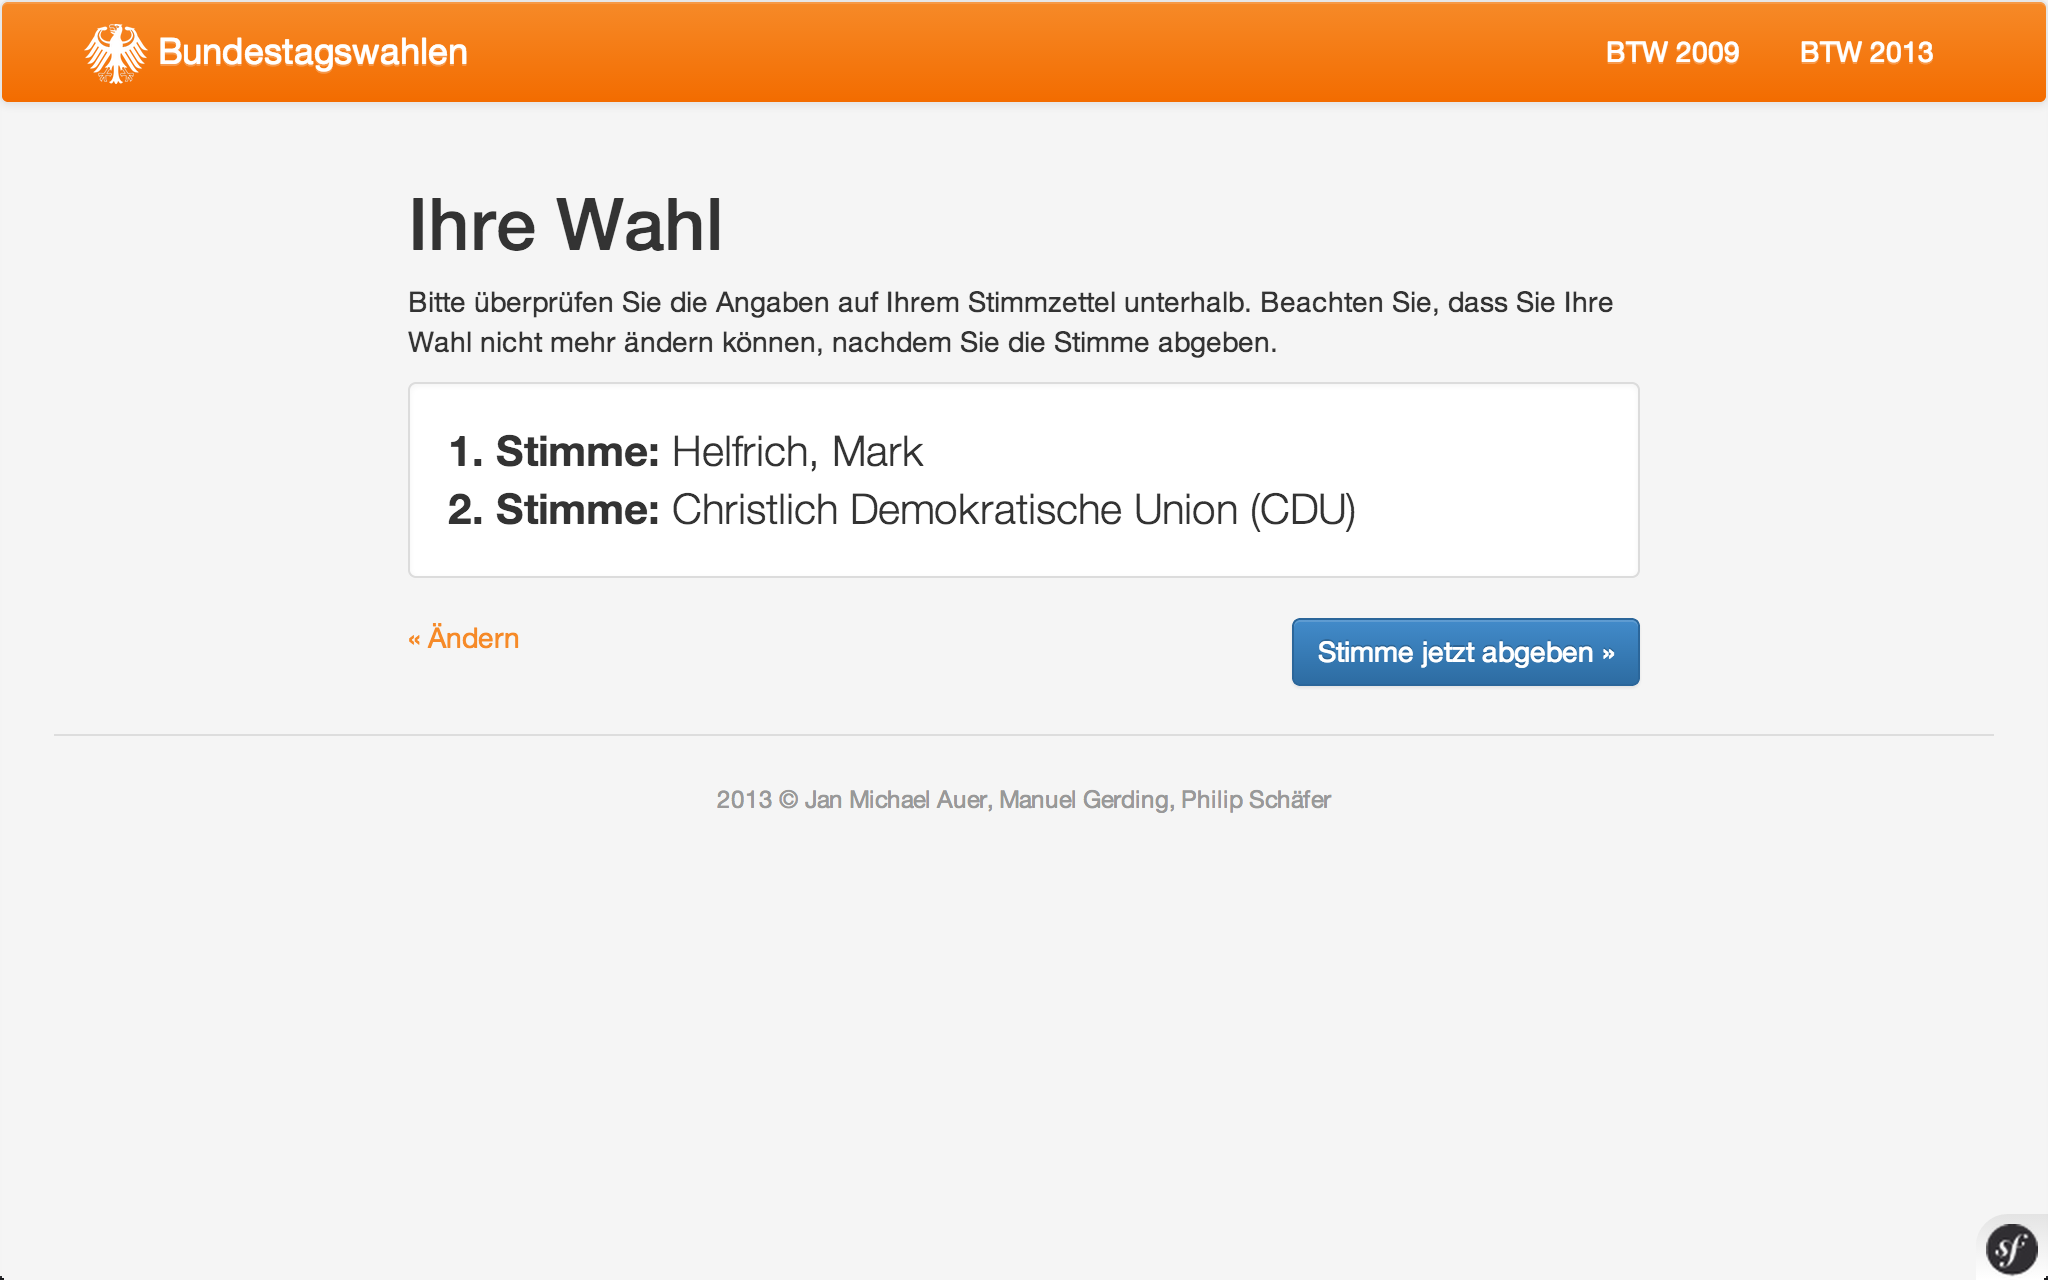 Bundestagswahlen
BTW 2009
BTW 2013
Ihre Wahl
Bitte überprüfen Sie die Angaben auf Ihrem Stimmzettel unterhalb. Beachten Sie, dass Sie Ihre
Wahl nicht mehr ändern können, nachdem Sie die Stimme abgeben.
1. Stimme: Helfrich, Mark
2. Stimme: Christlich Demokratische Union (CDU)
« Ändern
Stimme jetzt abgeben »
2013 © Jan Michael Auer, Manuel Gerding, Philip Schäfer
sf